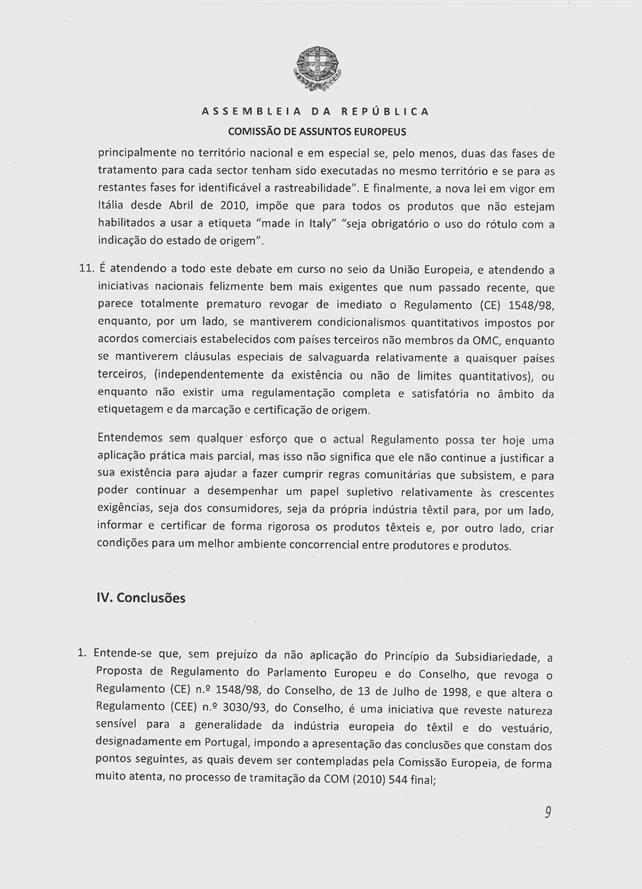 ASSEMBLEIA DA REPÚBLICA
COMISSÃO DE ASSUNTOS EUROPEUS
principalmente no território nacional e em especial se, pelo menos, duas das fases de
tratamento para cada sector tenham sido executadas no mesmo território e se para as
restantes fases for identificável a rastreabilidade". E finalmente, a nova lei em vigor em
Itália desde Abril de 2010, impõe que para todos os produtos que não estejam
habilitados a usar a etiqueta "made in Italy" "seja obrigatório o uso do rótulo com a
indicação do estado de origem".
11. É atendendo a todo este debate em curso no seio da União Europeia, e atendendo a
iniciativas nacionais felizmente bem mais exigentes que num passado recente, que
parece totalmente prematuro revogar de imediato o Regulamento (CE) 1548/98,
enquanto, por um lado, se mantiverem condicionalismos quantitativos impostos por
acordos comerciais estabelecidos com países terceiros não membros da OMC, enquanto
se mantiverem cláusulas especiais de salvaguarda relativamente a quaisquer países
terceiros, (independentemente da existência ou não de limites quantitativos), ou
enquanto não existir uma regulamentação completa e satisfatória no âmbito da
etiquetagem e da marcação e certificação de origem.
Entendemos sem qualquer esforço que o actual Regulamento possa ter hoje uma
aplicação prática mais parcial, mas isso não significa que ele não continue a justificar a
sua existência para ajudar a fazer cumprir regras comunitárias que subsistem, e para
poder continuar a desempenhar um papel supletivo relativamente às crescentes
exigências, seja dos consumidores, seja da própria indústria têxtil para, por um lado,
informar e certificar de forma rigorosa os produtos têxteis e, por outro lado, criar
condições para um melhor ambiente concorrencial entre produtores e produtos.
IV. Conclusões
1. Entende-se que, sem prejuízo da não aplicação do Princípio da Subsidiariedade, a
Proposta de Regulamento do Parlamento Europeu e do Conselho, que revoga o
Regulamento (CE) n.º 1548/98, do Conselho, de 13 de Julho de 1998, e que altera o
Regulamento (CEE) n.º 3030/93, do Conselho, é uma iniciativa que reveste natureza
sensível para a generalidade da indústria europeia do têxtil e do vestuário,
designadamente em Portugal, impondo a apresentação das conclusões que constam dos
pontos seguintes, as quais devem ser contempladas pela Comissão Europeia, de forma
muito atenta, no processo de tramitação da COM (2010) 544 final;
9